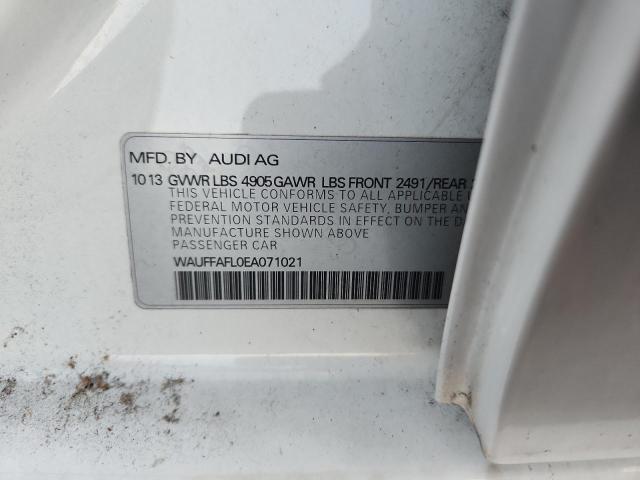 MFD. BY AUDI AG
10 13 GVWR LBS 4905 GAWR LBS FRONT 2491/REAR
THIS VEHICLE CONFORMS TO ALL APPLICABLE
FEDERAL MOTOR VEHICLE SAFETY, BUMPER AN
PREVENTION STANDARDS IN EFFECT ON THE D
MANUFACTURE SHOWN ABOVE
PASSENGER CAR
WAUFFAFL0EA071021